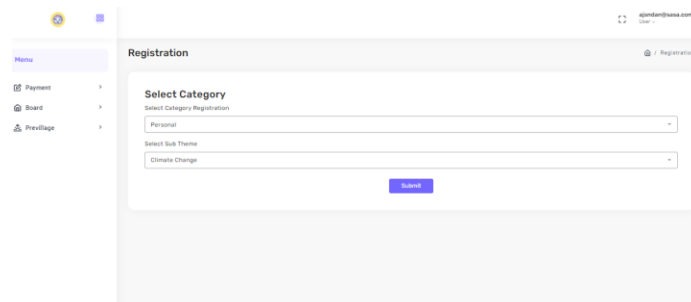 ajandan@sasa.com
User
Menu
Registration
/ Registratio
Payment
Board
Previllage
Select Category
Select Category Registration
Personal
Select Sub Theme
Climate Change
Submit